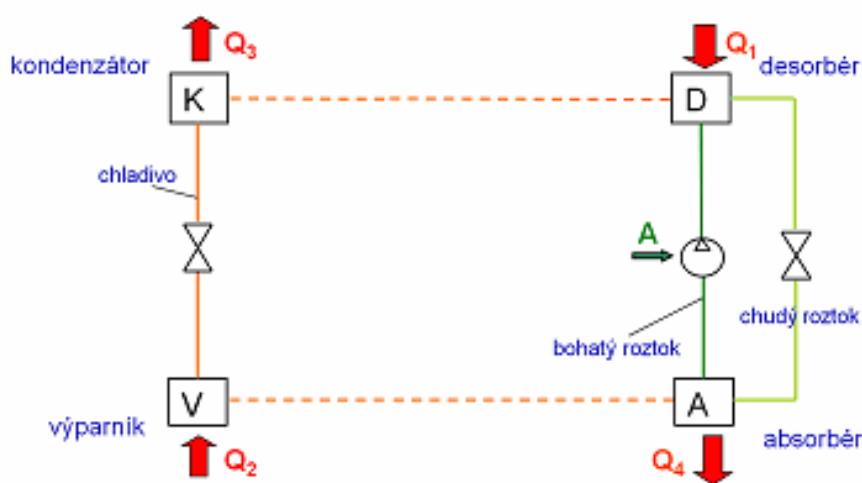 Q3
Q1
kondenzátor
desorbér
K
D
chladivo
A
chudý roztok
bohatý roztok
V
A
výparník
absorbér
Q2
Q4